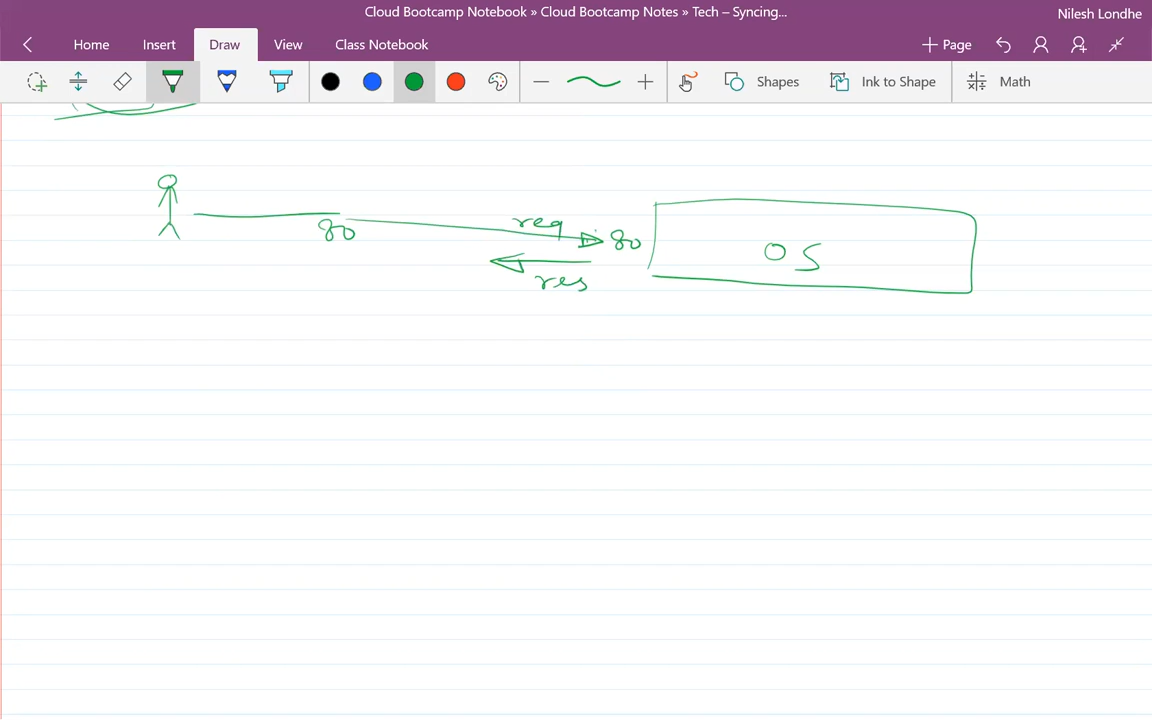 Cloud Bootcamp Notebook » Cloud Bootcamp Notes » Tech – Syncing...
Nilesh Londhe
Home Insert Draw View Class Notebook Page
Shapes Ink to Shape Math
80 req 80 OS
res